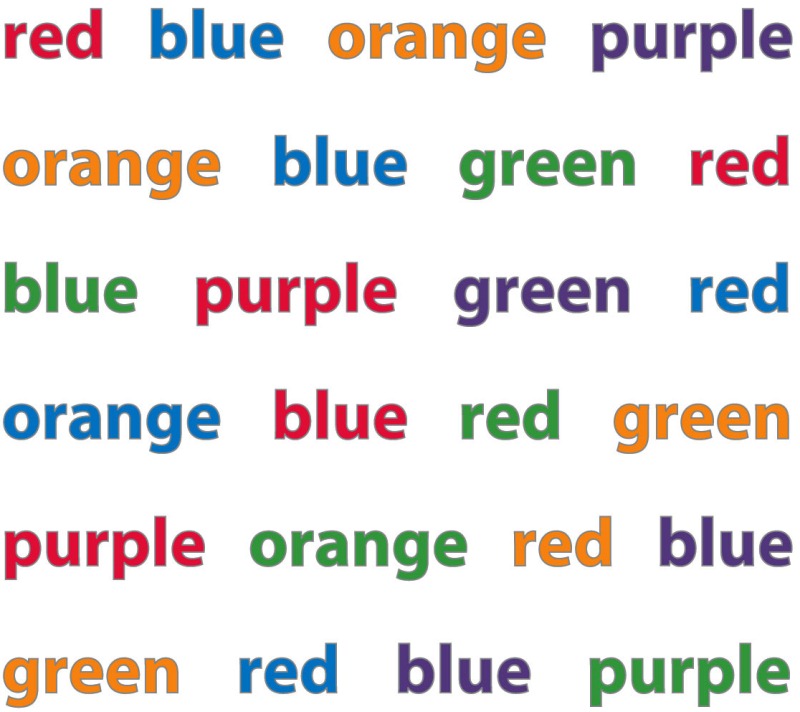 red blue orange purple
orange blue green red
blue purple green red
orange blue red green
purple orange red blue
green red blue purple